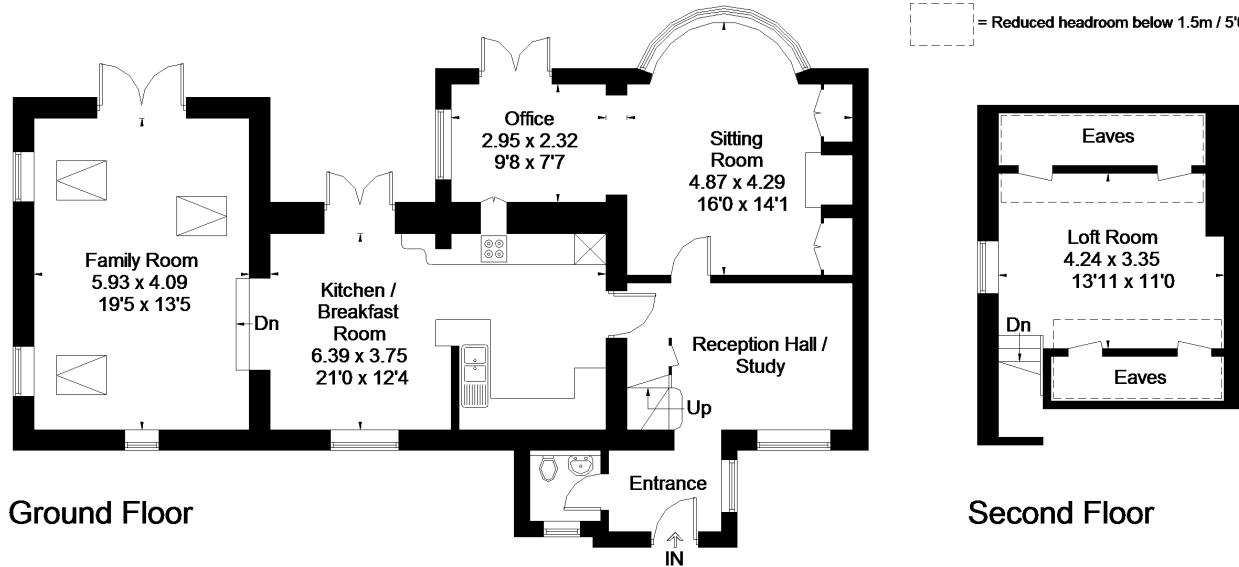 = Reduced headroom below 1.5m / 5'0
Office
2.95 x 2.32
9'8 x 7'7
Sitting
Room
4.87 x 4.29
16'0 x 14'1
Eaves
Family Room
5.93 x 4.09
19'5 x 13'5
Dn
Kitchen /
Breakfast
Room
6.39 x 3.75
21'0 x 12'4
Reception Hall /
Study
Up
Loft Room
4.24 x 3.35
13'11 x 11'0
Dn
Eaves
Entrance
IN
Ground Floor
Second Floor